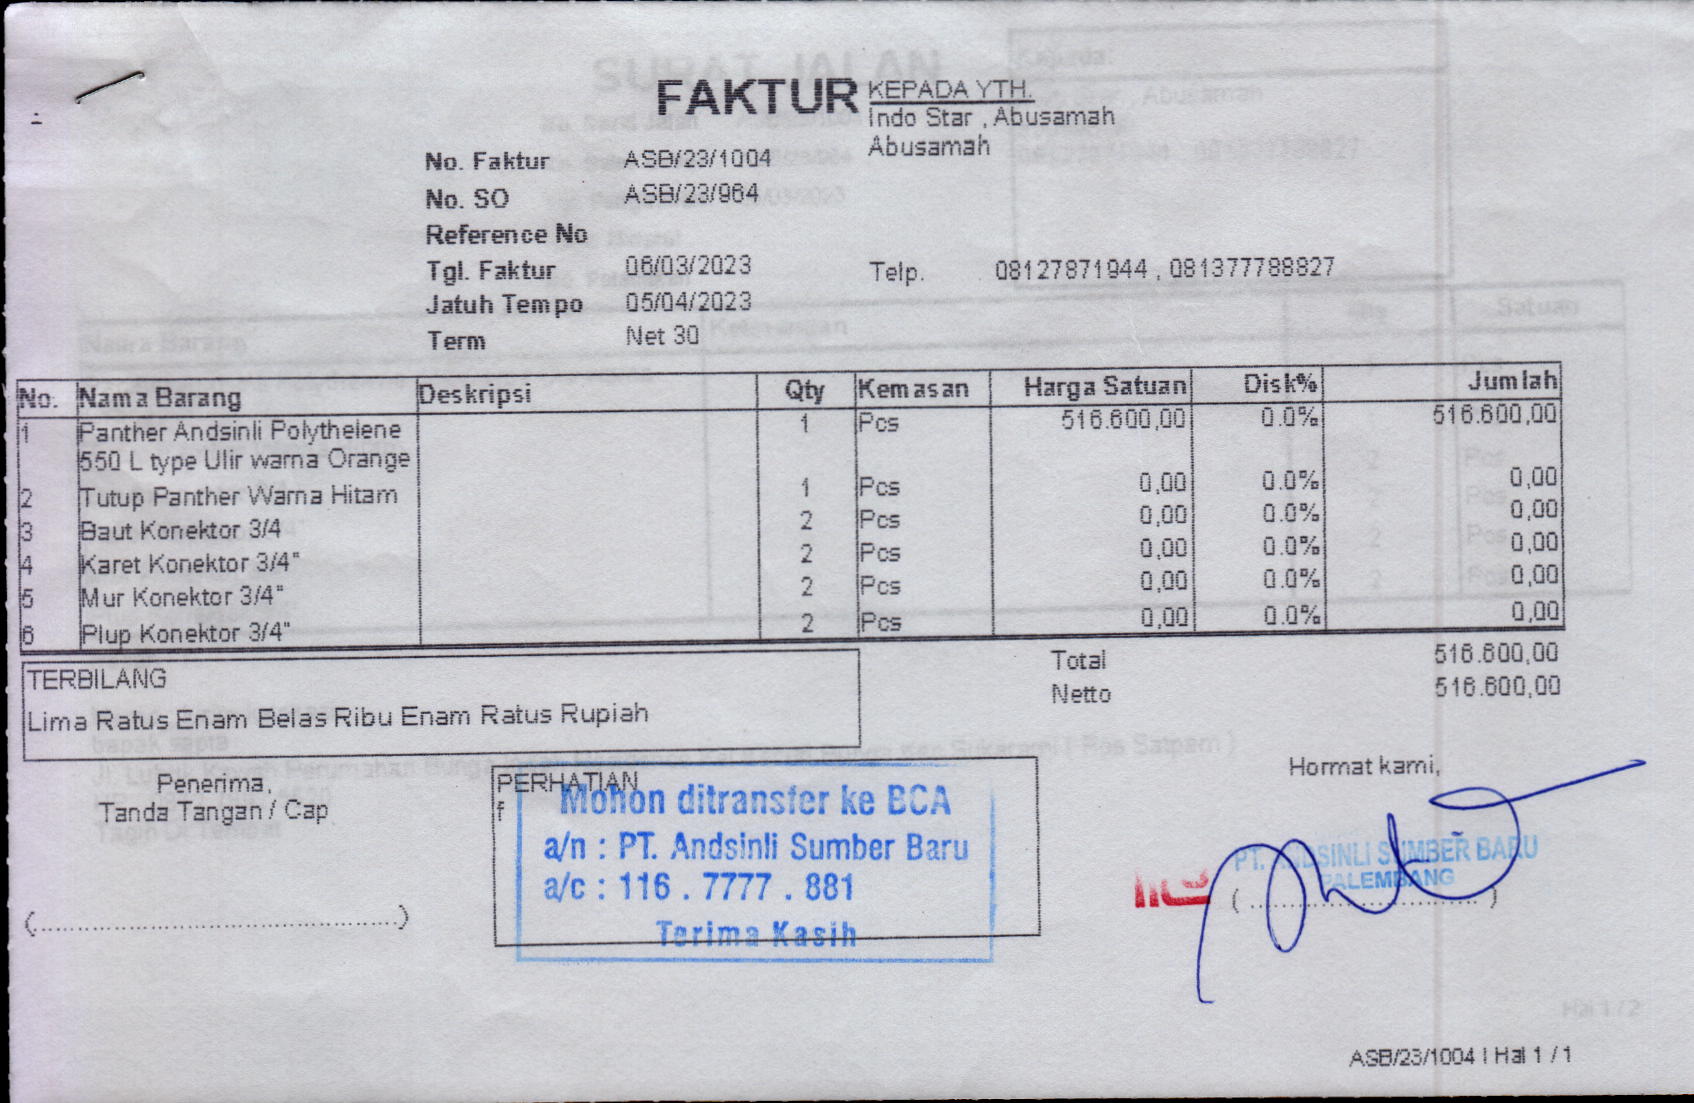 FAKTUR
KEPADA YTH.
Indo Star , Abusamah
Abusamah
No. Faktur ASB/23/1004
No. SO ASB/23/964
Reference No
Tgl. Faktur 06/03/2023
Telp. 08127871944 , 081377788827
Jatuh Tempo 05/04/2023
Term Net 30
No. Nama Barang Deskripsi Qty Kemasan Harga Satuan Disk% Jumlah
1 Panther Andsinli Polythelene 1 Pcs 516.600,00 0.0% 516.600,00
550 L type Ulir warna Orange
2 Tutup Panther Warna Hitam 1 Pcs 0,00 0.0% 0,00
3 Baut Konektor 3/4 2 Pcs 0,00 0.0% 0,00
4 Karet Konektor 3/4" 2 Pcs 0,00 0.0% 0,00
5 Mur Konektor 3/4" 2 Pcs 0,00 0.0% 0,00
6 Plup Konektor 3/4" 2 Pcs 0,00 0.0% 0,00
Total 516.600,00
Netto 516.600,00
TERBILANG
Lima Ratus Enam Belas Ribu Enam Ratus Rupiah
Penerima,
Tanda Tangan / Cap
(..............................................)
PERHATIAN
f
Mohon ditransfer ke BCA
a/n : PT. Andsinli Sumber Baru
a/c : 116 . 7777 . 881
Terima Kasih
Hormat kami,
PT. ANDSINLI SUMBER BARU
PALEMBANG
( ............................. )
ASB/23/1004 | Hal 1 / 1